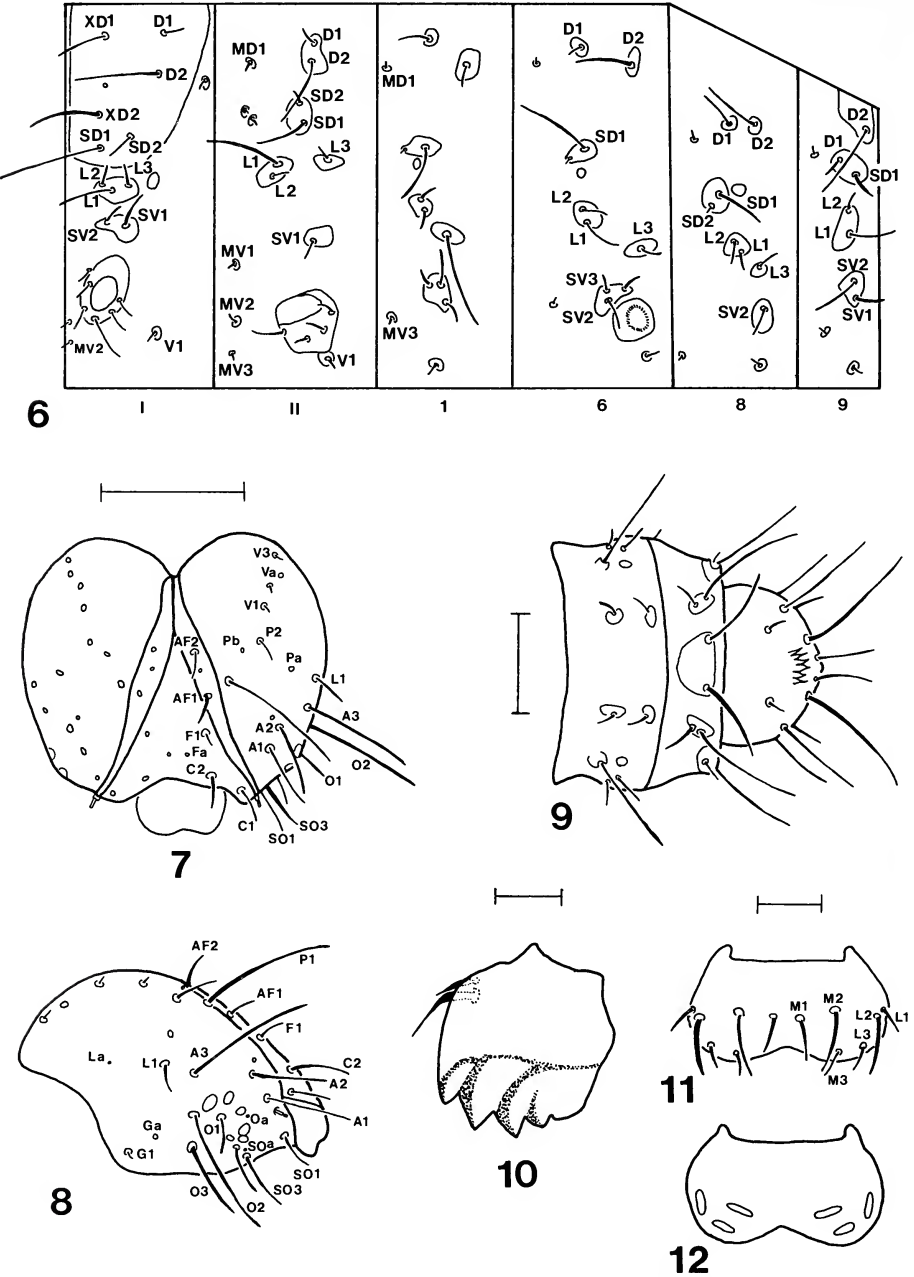 XD1 D1
D2
XD2
SD1 SD2
L2 L3
L1
SV1
SV2
MV2 V1
I
MD1 D1
D2
SD2
SD1
L1 L3
L2
SV1
MV1
MV2
MV3 V1
II
MD1
MV3
1
D1 D2
SD1
L2
L1 L3
SV3
SV2
6
D1 D2
SD1
SD2
L2 L1
L3
SV2
8
D2
D1
SD1
L2
L1
SV2
SV1
9
6
V3
Va
V1
P2
Pb
Pa
AF2
L1
AF1
A3
F1
A2
Fa
A1
O2
C2
O1
C1
SO3
SO1
7
9
AF2
P1
AF1
F1
La
L1
A3
C2
A2
A1
Oa
Ga
O1
SOa
G1
SO1
O3
O2
SO3
8
10
M1 M2 L2 L1
L3
M3
11
12